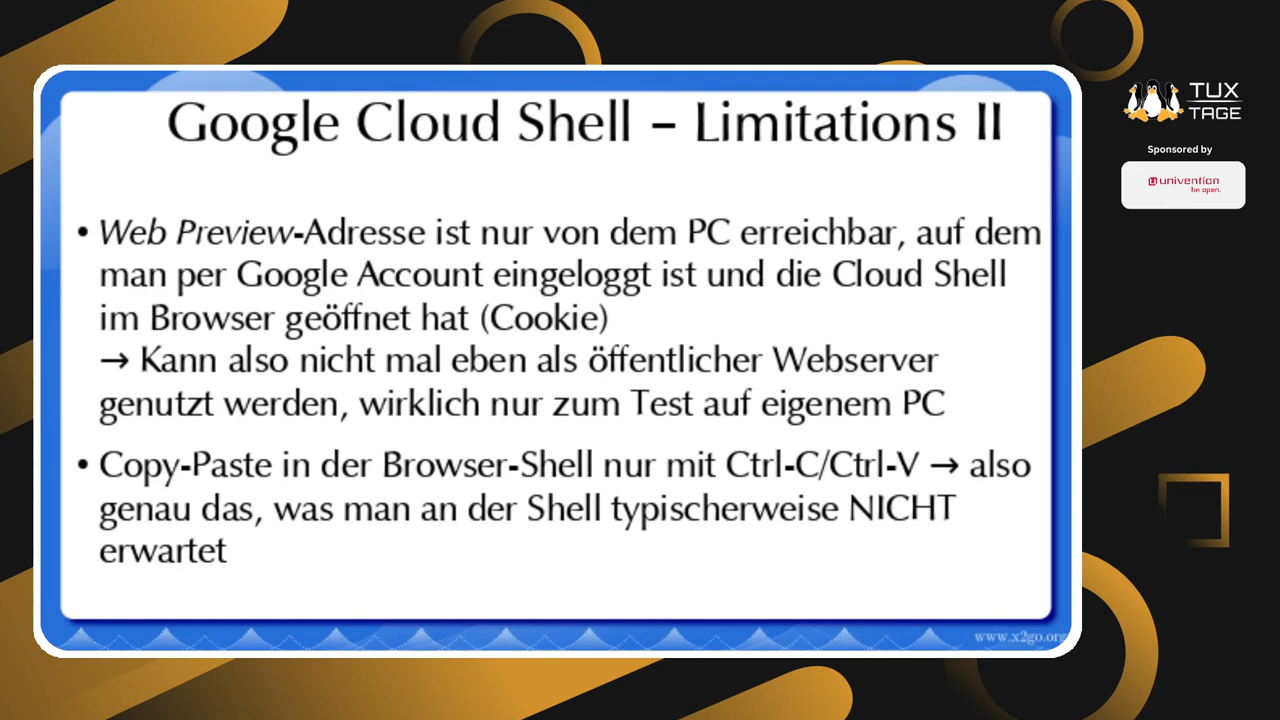 Google Cloud Shell – Limitations II
• Web Preview-Adresse ist nur von dem PC erreichbar, auf dem
man per Google Account eingeloggt ist und die Cloud Shell
im Browser geöffnet hat (Cookie)
→ Kann also nicht mal eben als öffentlicher Webserver
genutzt werden, wirklich nur zum Test auf eigenem PC
• Copy-Paste in der Browser-Shell nur mit Ctrl-C/Ctrl-V → also
genau das, was man an der Shell typischerweise NICHT
erwartet
www.x2go.org
TUX
TAGE
Sponsored by
univention
be open.